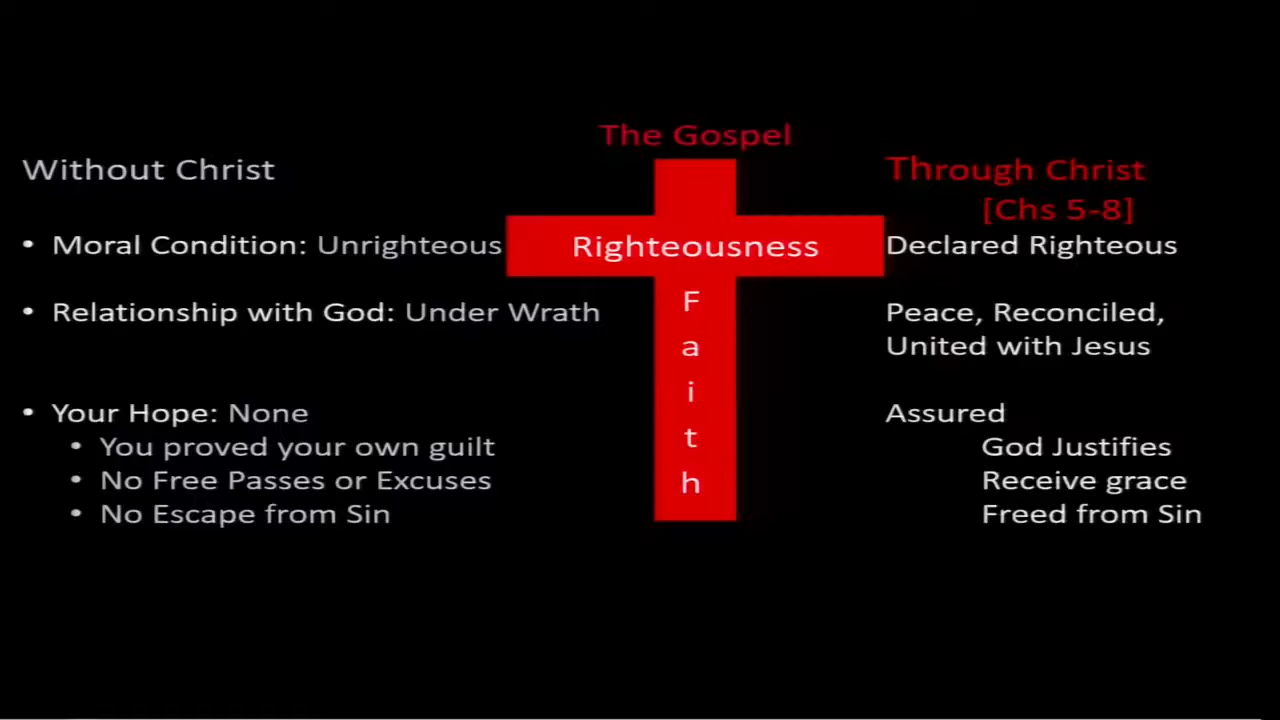 The Gospel
Without Christ
Through Christ
[Chs 5-8]
• Moral Condition: Unrighteous
Righteousness
Declared Righteous
• Relationship with God: Under Wrath
F
a
i
t
h
Peace, Reconciled,
United with Jesus
• Your Hope: None
• You proved your own guilt
• No Free Passes or Excuses
• No Escape from Sin
Assured
God Justifies
Receive grace
Freed from Sin